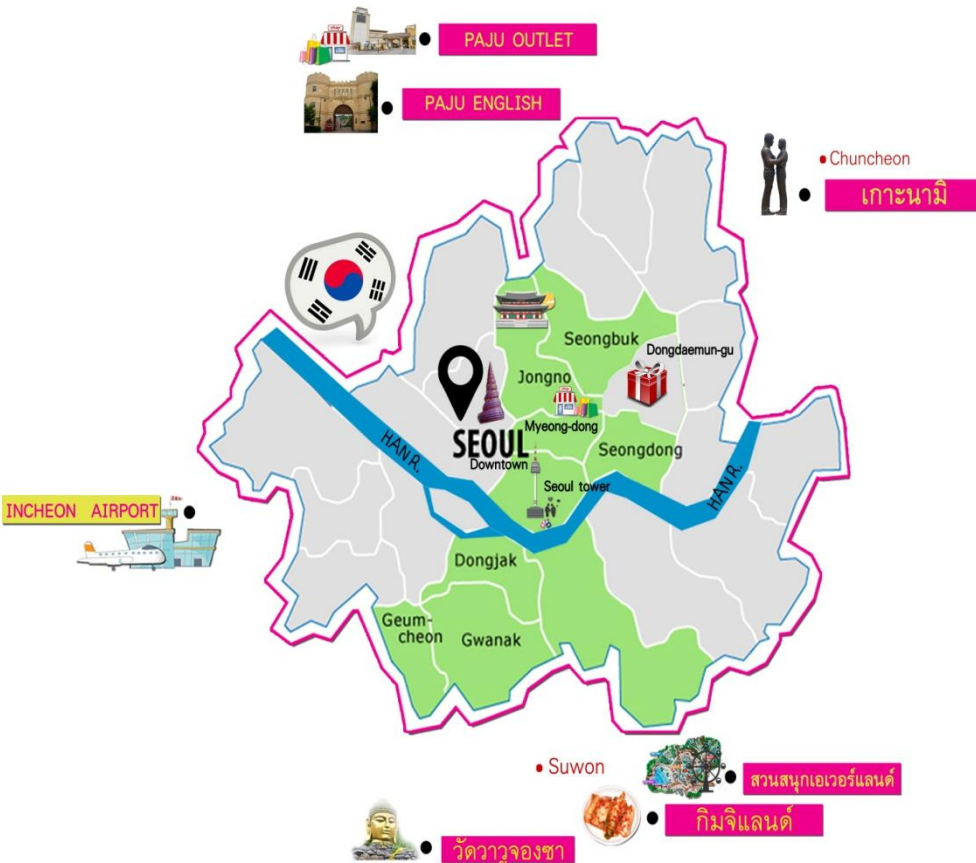 PAJU OUTLET
PAJU ENGLISH
Chuncheon
เกาะนามิ
Seongbuk
Dongdaemun-gu
Jongno
Myeong-dong
SEOUL
Downtown
Seongdong
HAN R.
HAN R.
Seoul tower
INCHEON AIRPORT
Dongjak
Geum-
cheon
Gwanak
Suwon
สวนสนุกเอเวอร์แลนด์
กิมจิแลนด์
วัดวาวูจองซา